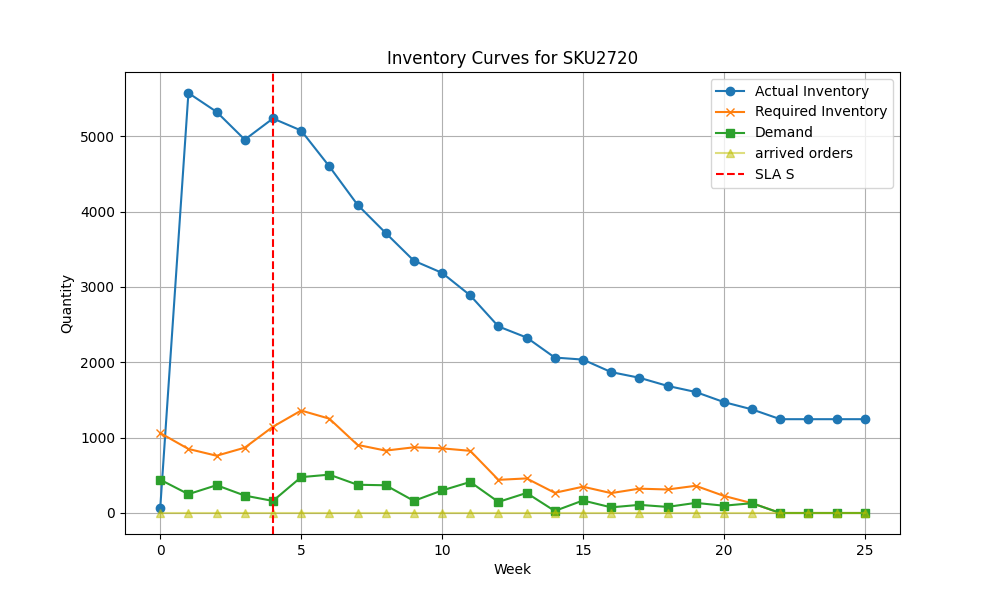 Inventory Curves for SKU2720
Actual Inventory
Required Inventory
Demand
arrived orders
SLA S
Quantity
5000
4000
3000
2000
1000
0
0 5 10 15 20 25
Week